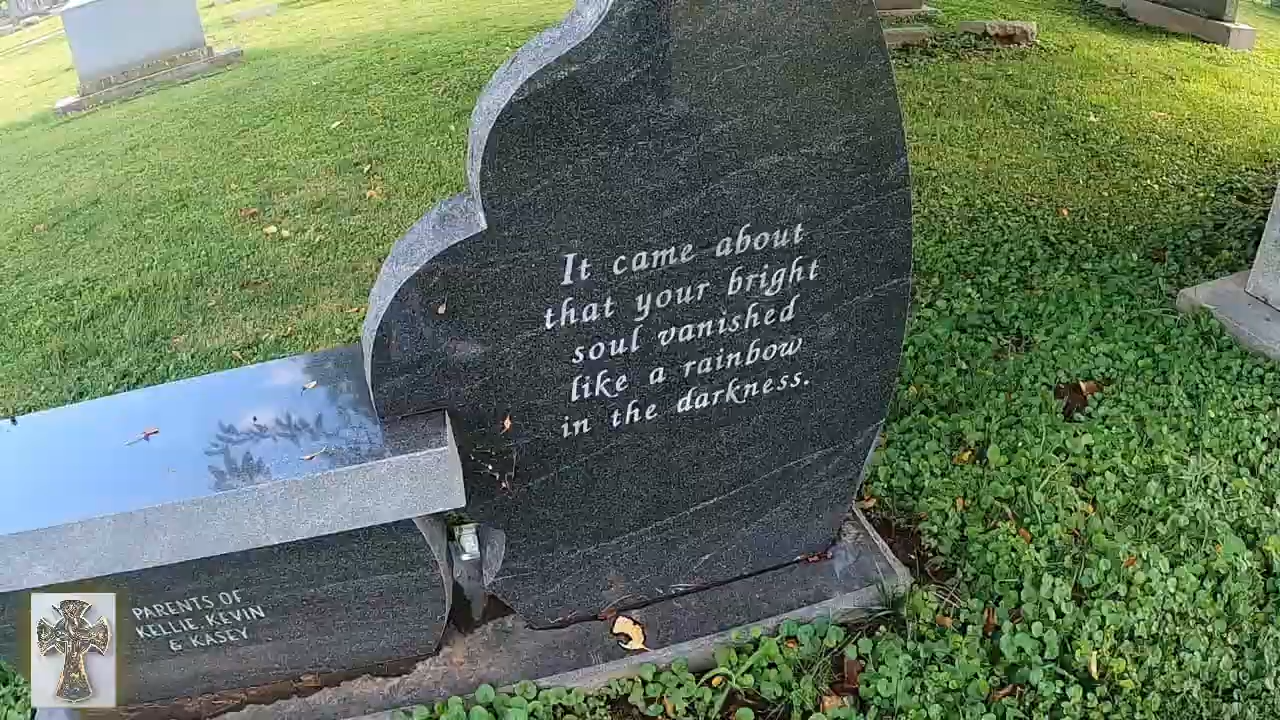 It came about
that your bright
soul vanished
like a rainbow
in the darkness.
PARENTS OF
KELLIE, KEVIN
& KASEY